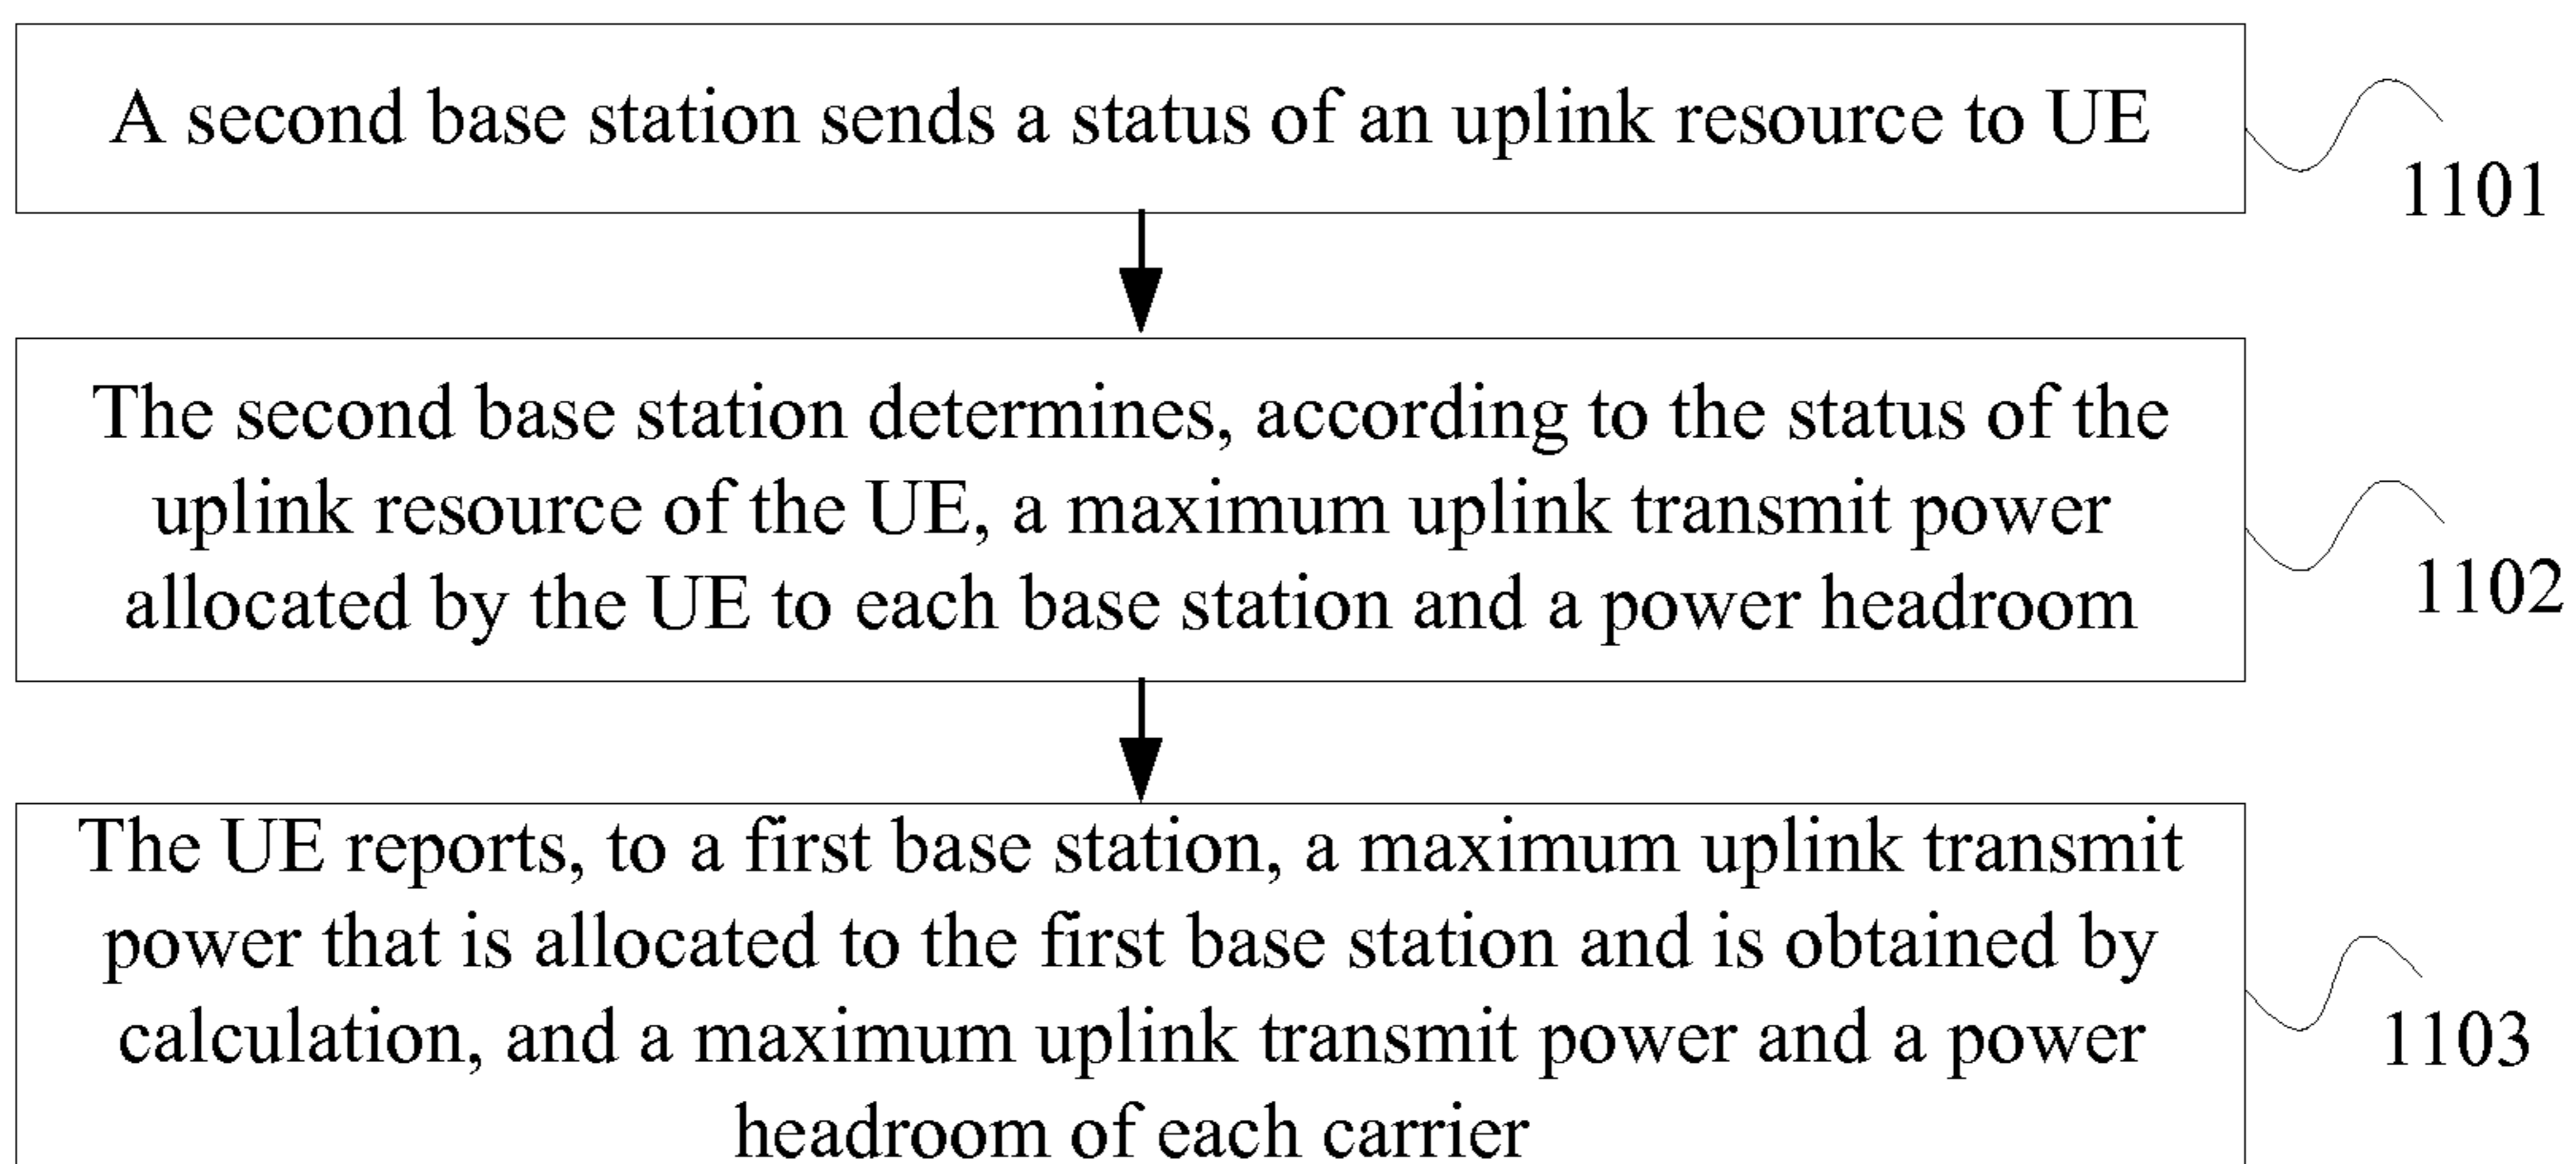 A second base station sends a status of an uplink resource to UE
1101
The second base station determines, according to the status of the
uplink resource of the UE, a maximum uplink transmit power
allocated by the UE to each base station and a power headroom
1102
The UE reports, to a first base station, a maximum uplink transmit
power that is allocated to the first base station and is obtained by
calculation, and a maximum uplink transmit power and a power
headroom of each carrier
1103